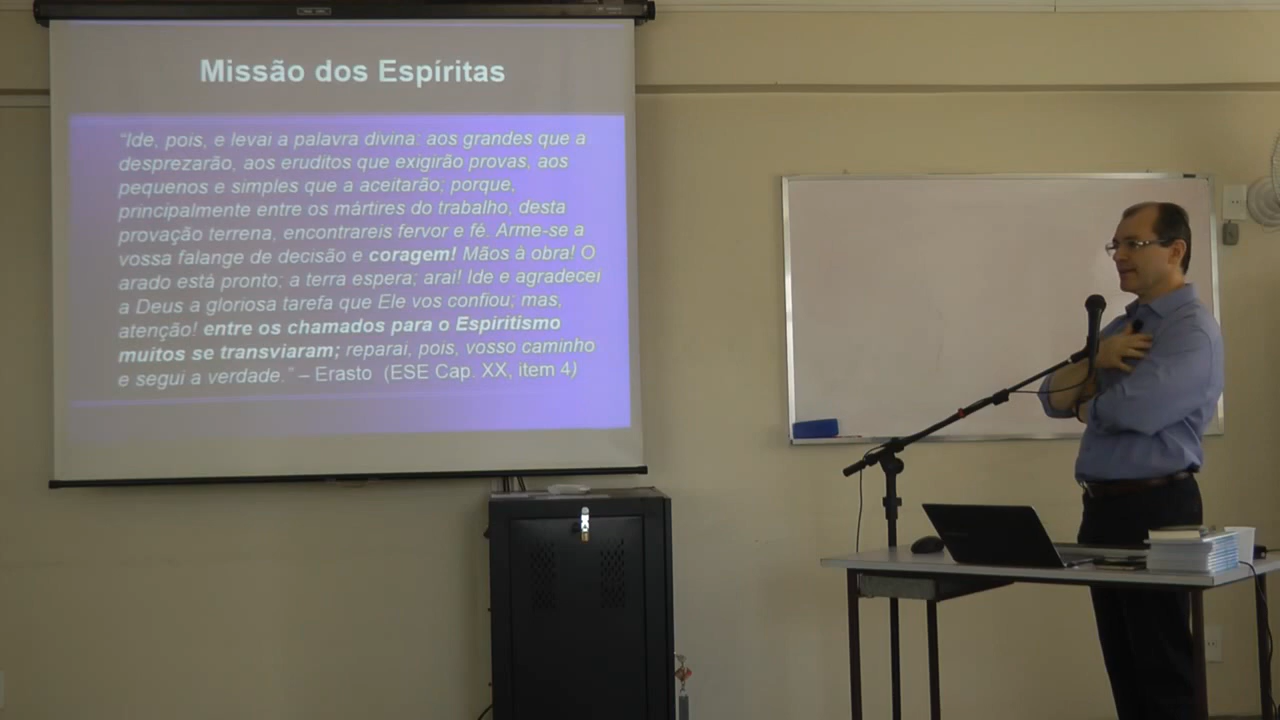 Missão dos Espíritas
“Ide, pois, e levai a palavra divina: aos grandes que a
desprezarão, aos eruditos que exigirão provas, aos
pequenos e simples que a aceitarão; porque,
principalmente entre os mártires do trabalho, desta
provação terrena, encontrareis fervor e fé. Arme-se a
vossa falange de decisão e coragem! Mãos à obra! O
arado está pronto; a terra espera; arai! Ide e agradecei
a Deus a gloriosa tarefa que Ele vos confiou; mas,
atenção! entre os chamados para o Espiritismo
muitos se transviaram; reparai, pois, vosso caminho
e segui a verdade.” – Erasto (ESE Cap. XX, item 4)